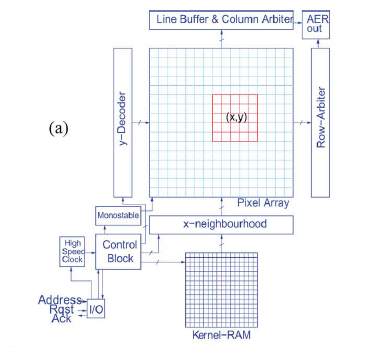 Line Buffer & Column Arbiter
AER
out
(a)
y-Decoder
(x,y)
Row-Arbiter
Pixel Array
Monostable
x-neighbourhood
High
Speed
Clock
Control
Block
Address
Rqst
Ack
I/O
Kernel-RAM